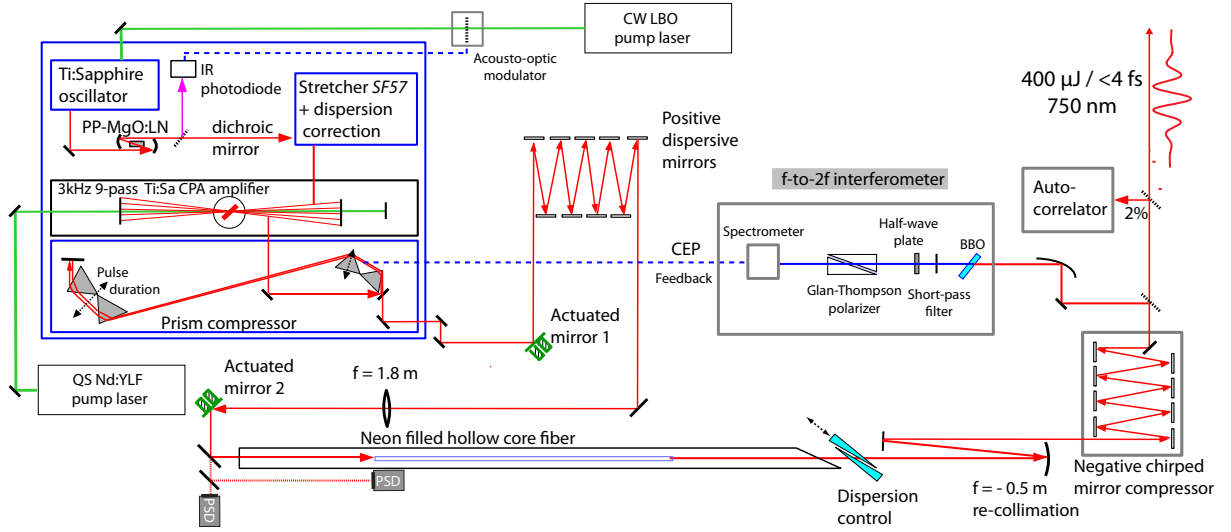 CW LBO
pump laser
Acousto-optic
modulator
Ti:Sapphire
oscillator
IR
photodiode
Stretcher SF57
+ dispersion
correction
PP-MgO:LN
dichroic
mirror
3kHz 9-pass Ti:Sa CPA amplifier
Pulse
duration
Prism compressor
QS Nd:YLF
pump laser
Positive
dispersive
mirrors
Actuated
mirror 1
Actuated
mirror 2
f = 1.8 m
Neon filled hollow core fiber
PSD
PSD
CEP
Feedback
f-to-2f interferometer
Spectrometer
Glan-Thompson
polarizer
Half-wave
plate
Short-pass
filter
BBO
400 µJ / <4 fs
750 nm
Auto-
correlator
2%
Negative chirped
mirror compressor
f = - 0.5 m
re-collimation
Dispersion
control